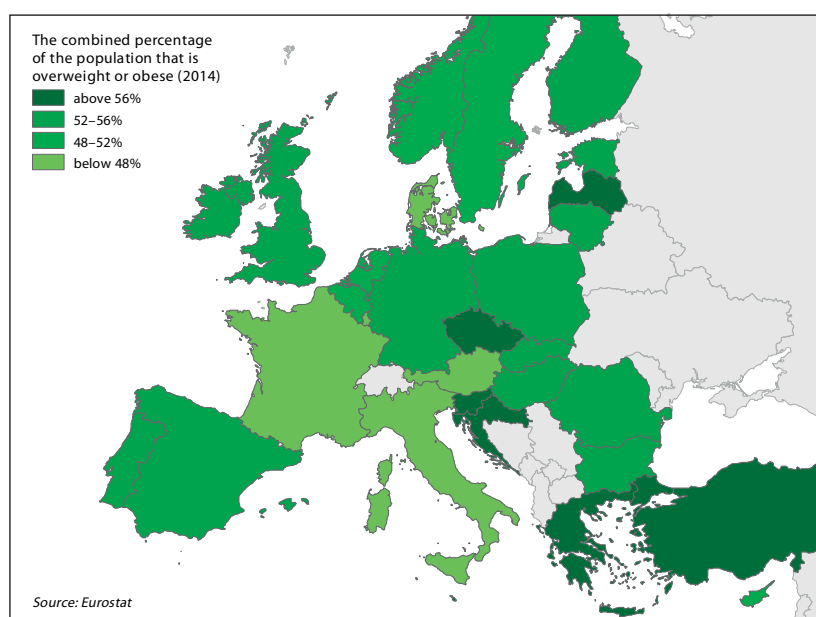 The combined percentage
of the population that is
overweight or obese (2014)
above 56%
52–56%
48–52%
below 48%
Source: Eurostat